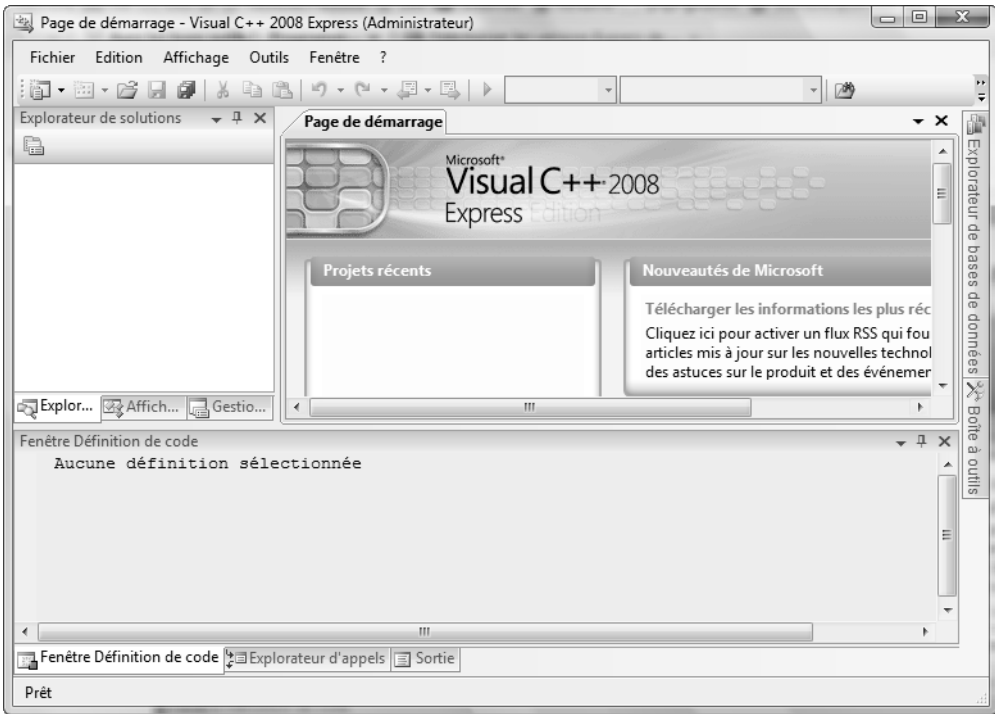 Page de démarrage - Visual C++ 2008 Express (Administrateur)
Fichier Edition Affichage Outils Fenêtre ?
Explorateur de solutions
Page de démarrage
Microsoft®
Visual C++ 2008
Express Edition
Projets récents
Nouveautés de Microsoft
Télécharger les informations les plus réc
Cliquez ici pour activer un flux RSS qui fou
articles mis à jour sur les nouvelles technol
des astuces sur le produit et des événemer
Explor... Affich... Gestio...
Explorateur de bases de données
Boîte à outils
Fenêtre Définition de code
Aucune définition sélectionnée
Fenêtre Définition de code Explorateur d'appels Sortie
Prêt